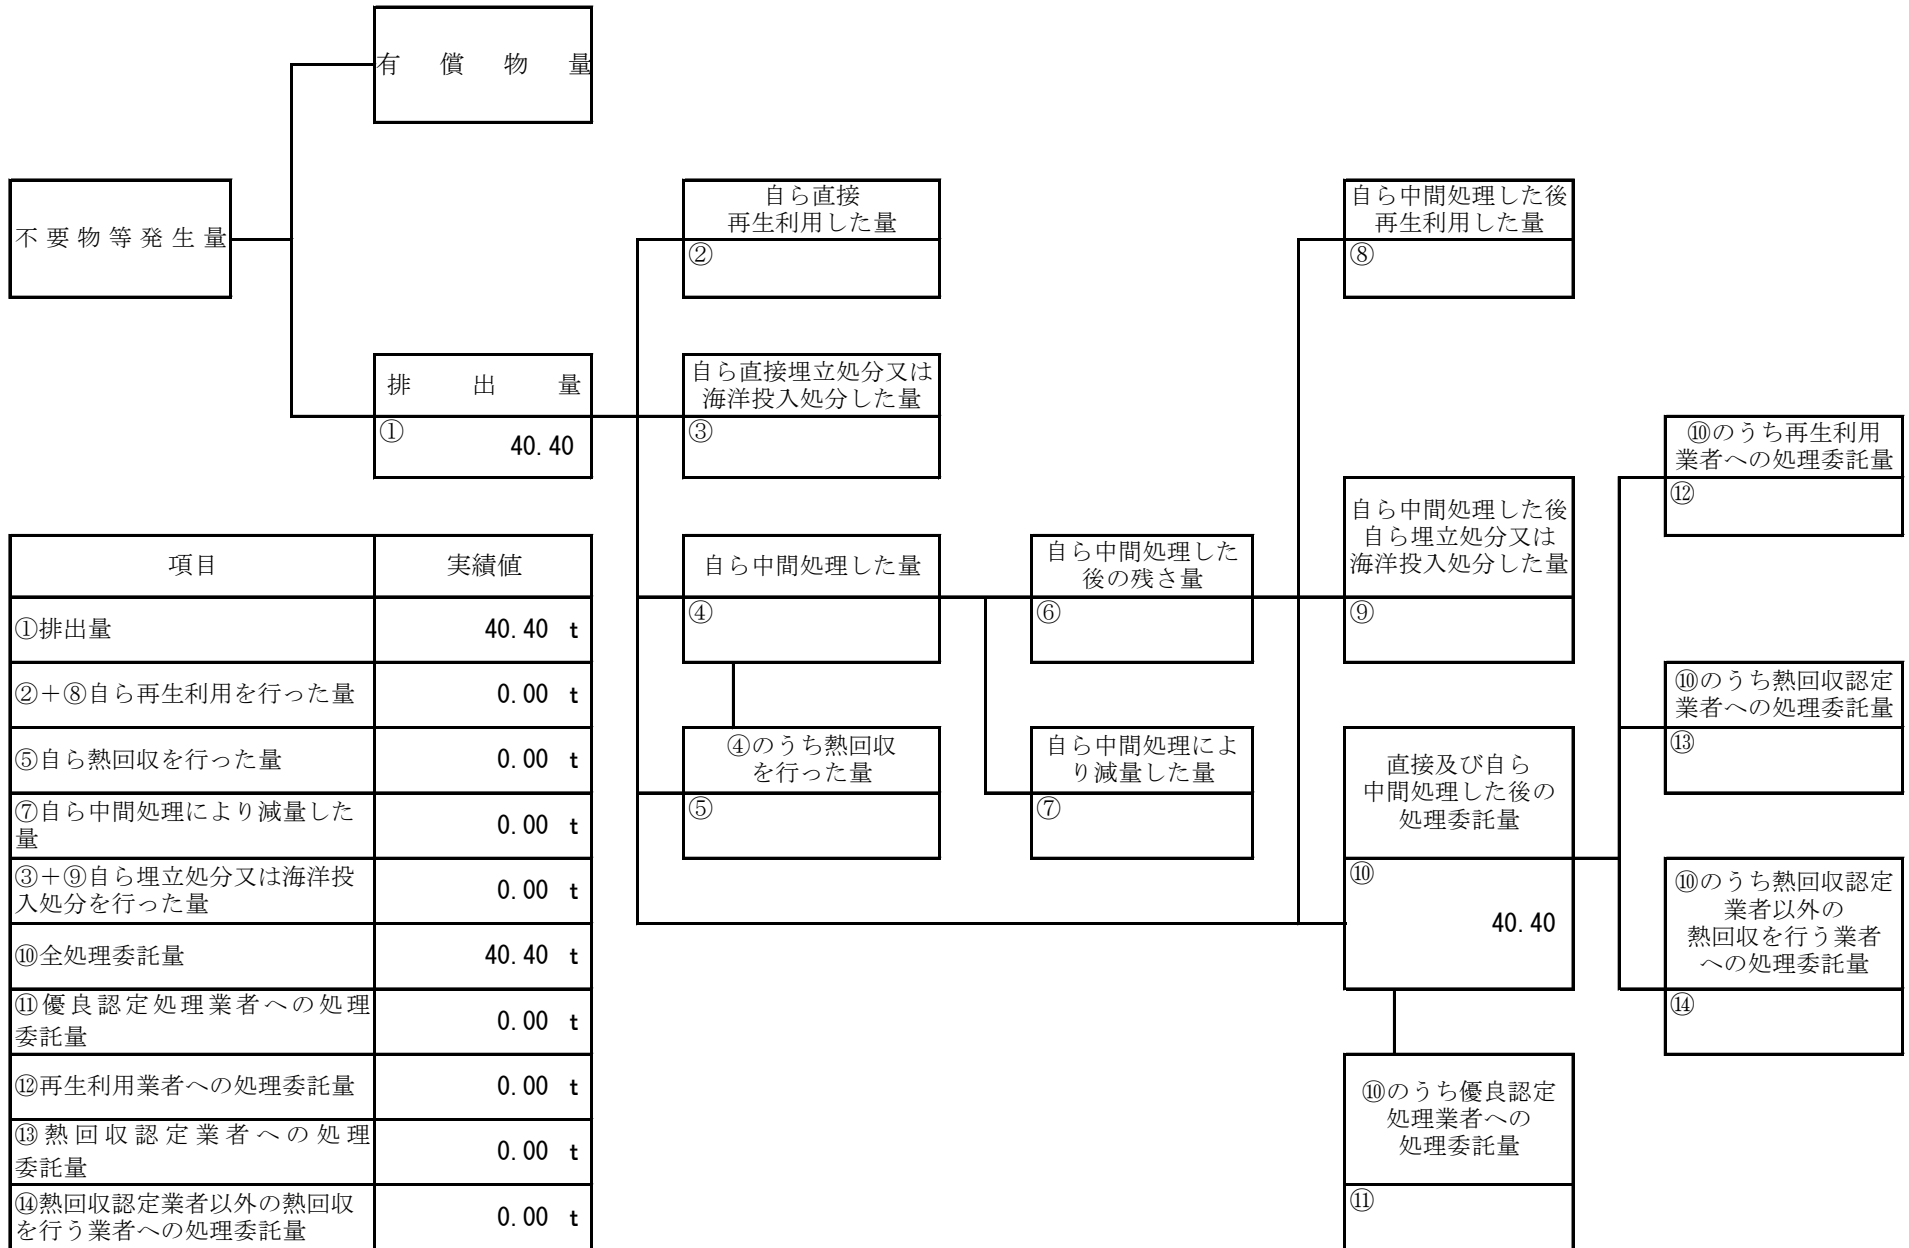 有償物量
不要物等発生量
排出量
①
40.40
自ら直接
再生利用した量
②
自ら直接埋立処分又は
海洋投入処分した量
③
自ら中間処理した量
④
④のうち熱回収
を行った量
⑤
自ら中間処理した
後の残さ量
⑥
自ら中間処理によ
り減量した量
⑦
自ら中間処理した後
再生利用した量
⑧
自ら中間処理した後
自ら埋立処分又は
海洋投入処分した量
⑨
直接及び自ら
中間処理した後の
処理委託量
⑩
40.40
⑩のうち優良認定
処理業者への
処理委託量
⑪
⑩のうち再生利用
業者への処理委託量
⑫
⑩のうち熱回収認定
業者への処理委託量
⑬
⑩のうち熱回収認定
業者以外の
熱回収を行う業者
への処理委託量
⑭
項目 実績値
①排出量 40.40 t
②＋⑧自ら再生利用を行った量 0.00 t
⑤自ら熱回収を行った量 0.00 t
⑦自ら中間処理により減量した
量 0.00 t
③＋⑨自ら埋立処分又は海洋投
入処分を行った量 0.00 t
⑩全処理委託量 40.40 t
⑪優良認定処理業者への処理
委託量 0.00 t
⑫再生利用業者への処理委託量 0.00 t
⑬熱回収認定業者への処理
委託量 0.00 t
⑭熱回収認定業者以外の熱回収
を行う業者への処理委託量 0.00 t